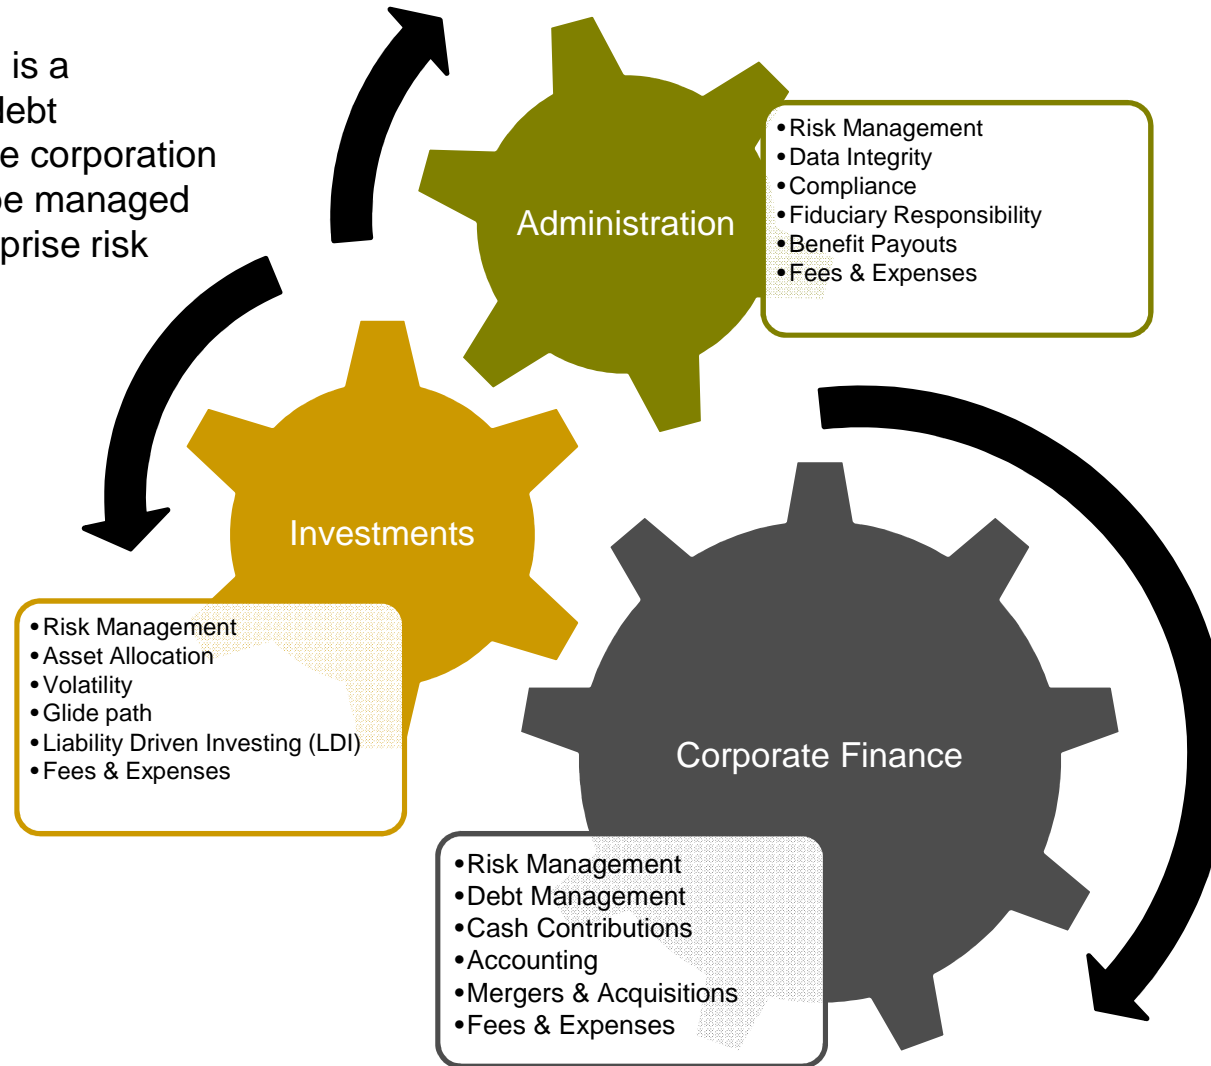 is a
debt
e corporation
be managed
prise risk
Administration
•Risk Management
•Data Integrity
•Compliance
•Fiduciary Responsibility
•Benefit Payouts
•Fees & Expenses
Investments
•Risk Management
•Asset Allocation
•Volatility
•Glide path
•Liability Driven Investing (LDI)
•Fees & Expenses
Corporate Finance
•Risk Management
•Debt Management
•Cash Contributions
•Accounting
•Mergers & Acquisitions
•Fees & Expenses